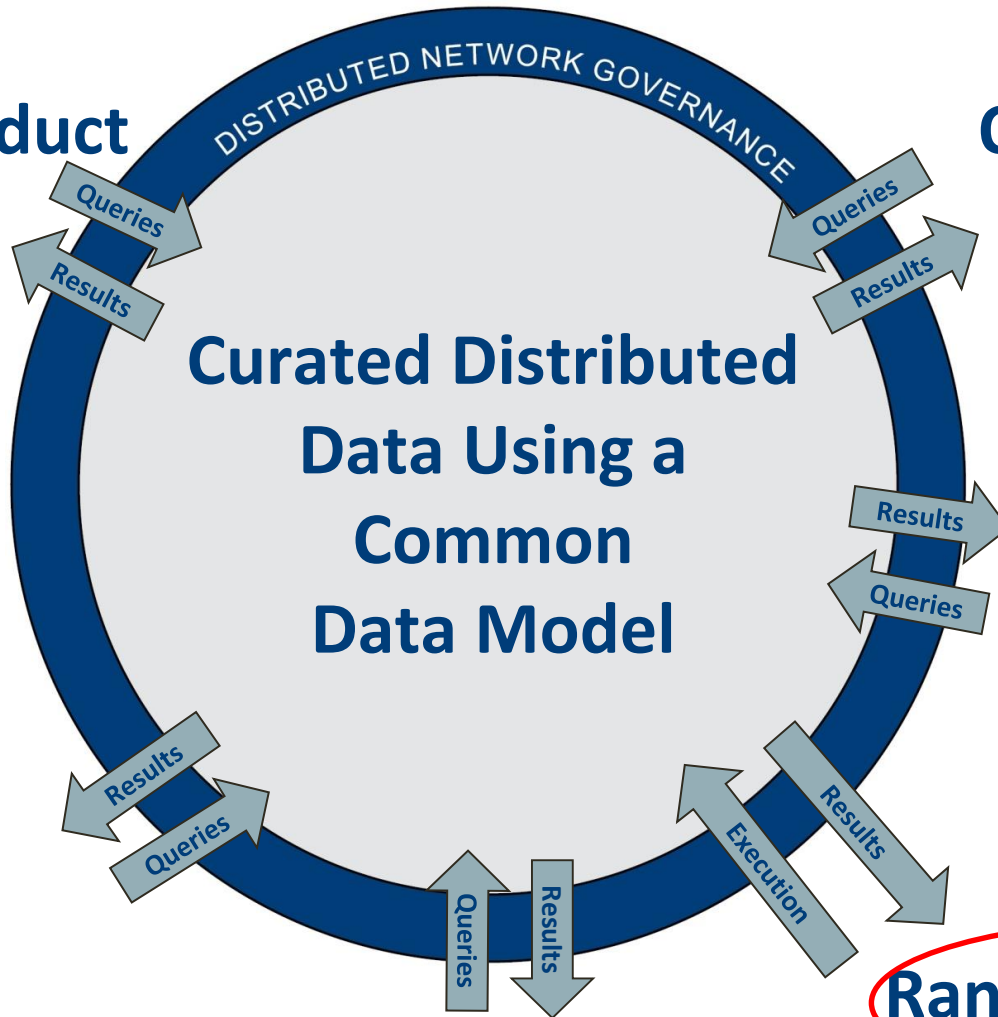 DISTRIBUTED NETWORK GOVERNANCE
duct
Queries
Results
Queries
Results
Curated Distributed
Data Using a
Common
Data Model
Results
Queries
Results
Queries
Queries
Results
Execution
Results
Ran